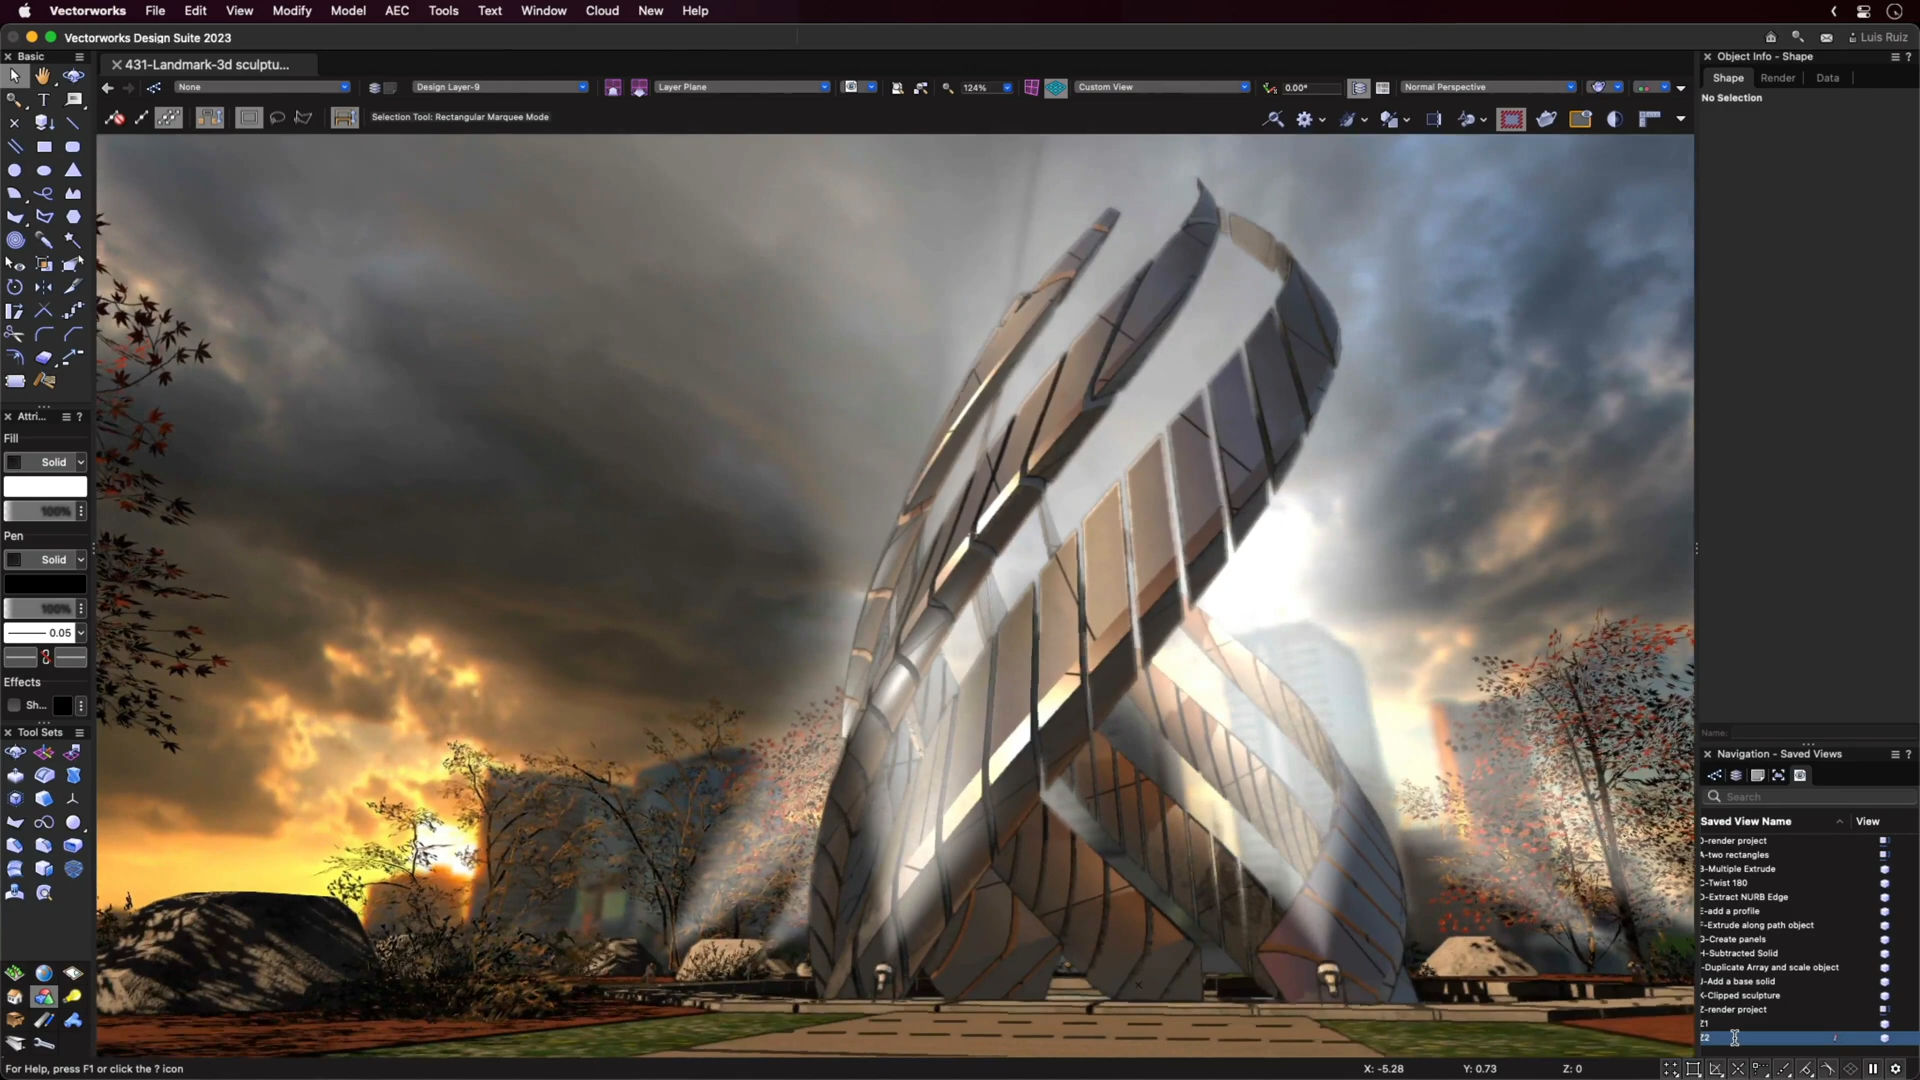 Vectorworks File Edit View Modify Model AEC Tools Text Window Cloud New Help
Vectorworks Design Suite 2023
Luis Ruiz
Basic
431-Landmark-3d sculptu...
Object Info - Shape
Shape Render Data
No Selection
None
Design Layer-9
Layer Plane
124%
Custom View
0.00°
Normal Perspective
Selection Tool: Rectangular Marquee Mode
Attri...
Fill
Solid
100%
Pen
Solid
100%
0.05
Effects
Sh...
Tool Sets
Name:
Navigation - Saved Views
Search
Saved View Name View
-render project
A-two rectangles
B-Multiple Extrude
C-Twist 180
D-Extract NURB Edge
E-add a profile
F-Extrude along path object
G-Create panels
H-Subtracted Solid
-Duplicate Array and scale object
J-Add a base solid
K-Clipped sculpture
Z-render project
Z1
Z2
For Help, press F1 or click the ? icon
X: -5.28 Y: 0.73 Z: 0